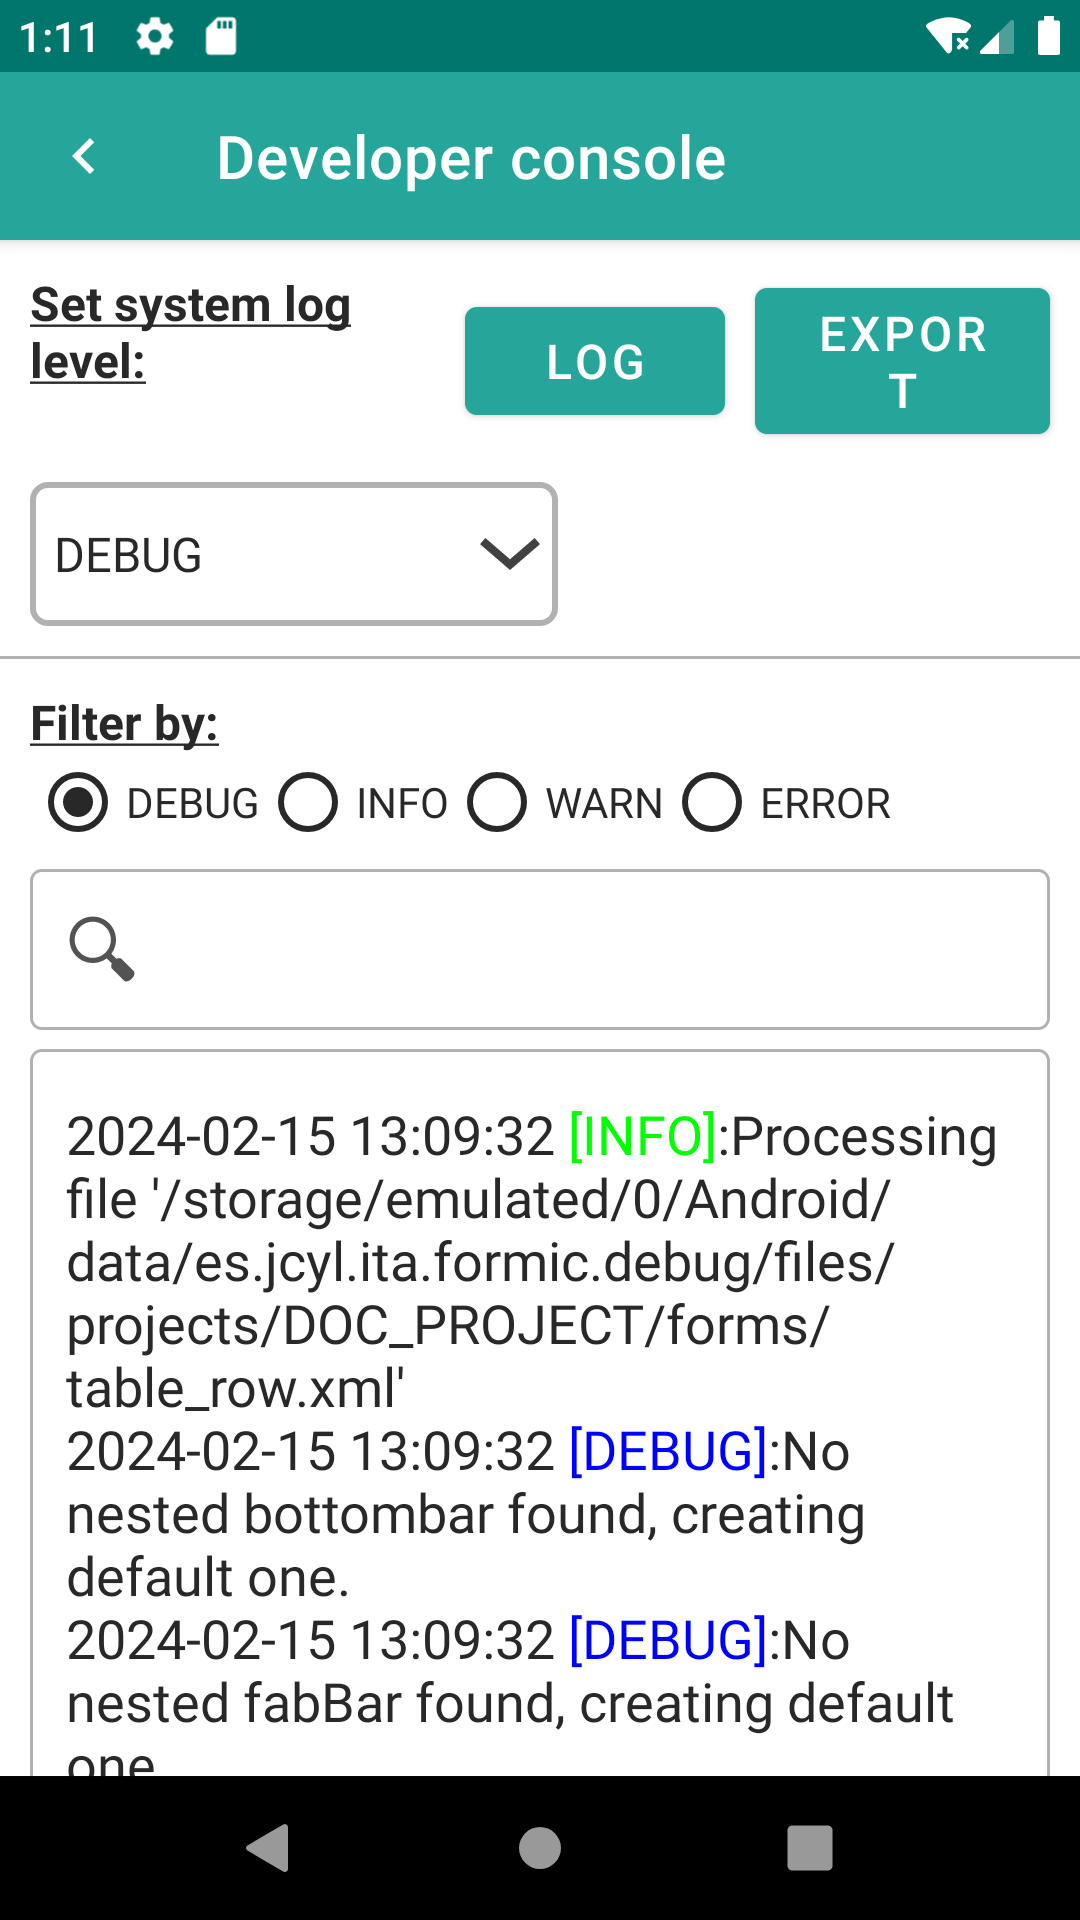 1:11
Developer console
Set system log
level:
LOG
EXPOR
T
DEBUG
Filter by:
DEBUG INFO WARN ERROR
2024-02-15 13:09:32 [INFO]:Processing
file '/storage/emulated/0/Android/
data/es.jcyl.ita.formic.debug/files/
projects/DOC_PROJECT/forms/
table_row.xml'
2024-02-15 13:09:32 [DEBUG]:No
nested bottombar found, creating
default one.
2024-02-15 13:09:32 [DEBUG]:No
nested fabBar found, creating default
one